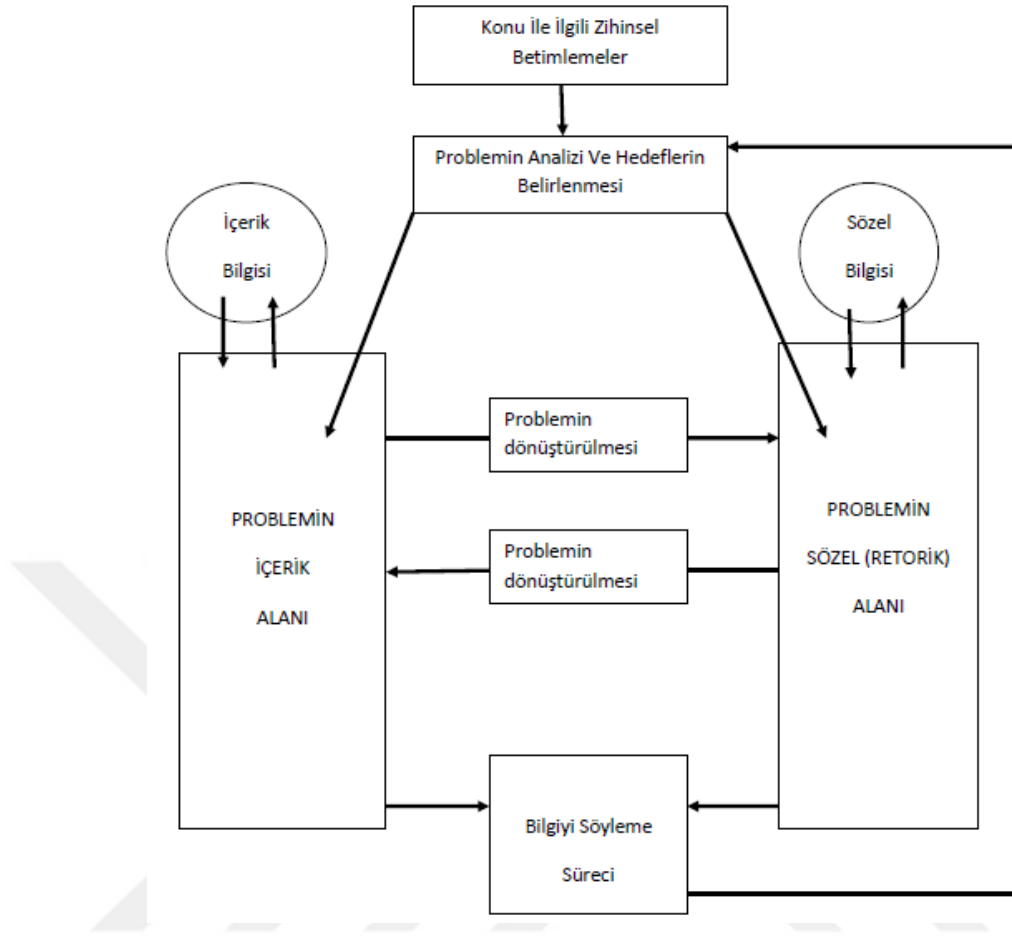 Konu İle İlgili Zihinsel
Betimlemeler
Problemin Analizi Ve Hedeflerin
Belirlenmesi
İçerik
Bilgisi
Sözel
Bilgisi
Problemin
dönüştürülmesi
PROBLEMİN
İÇERİK
ALANI
PROBLEMİN
SÖZEL (RETORİK)
ALANI
Problemin
dönüştürülmesi
Bilgiyi Söyleme
Süreci